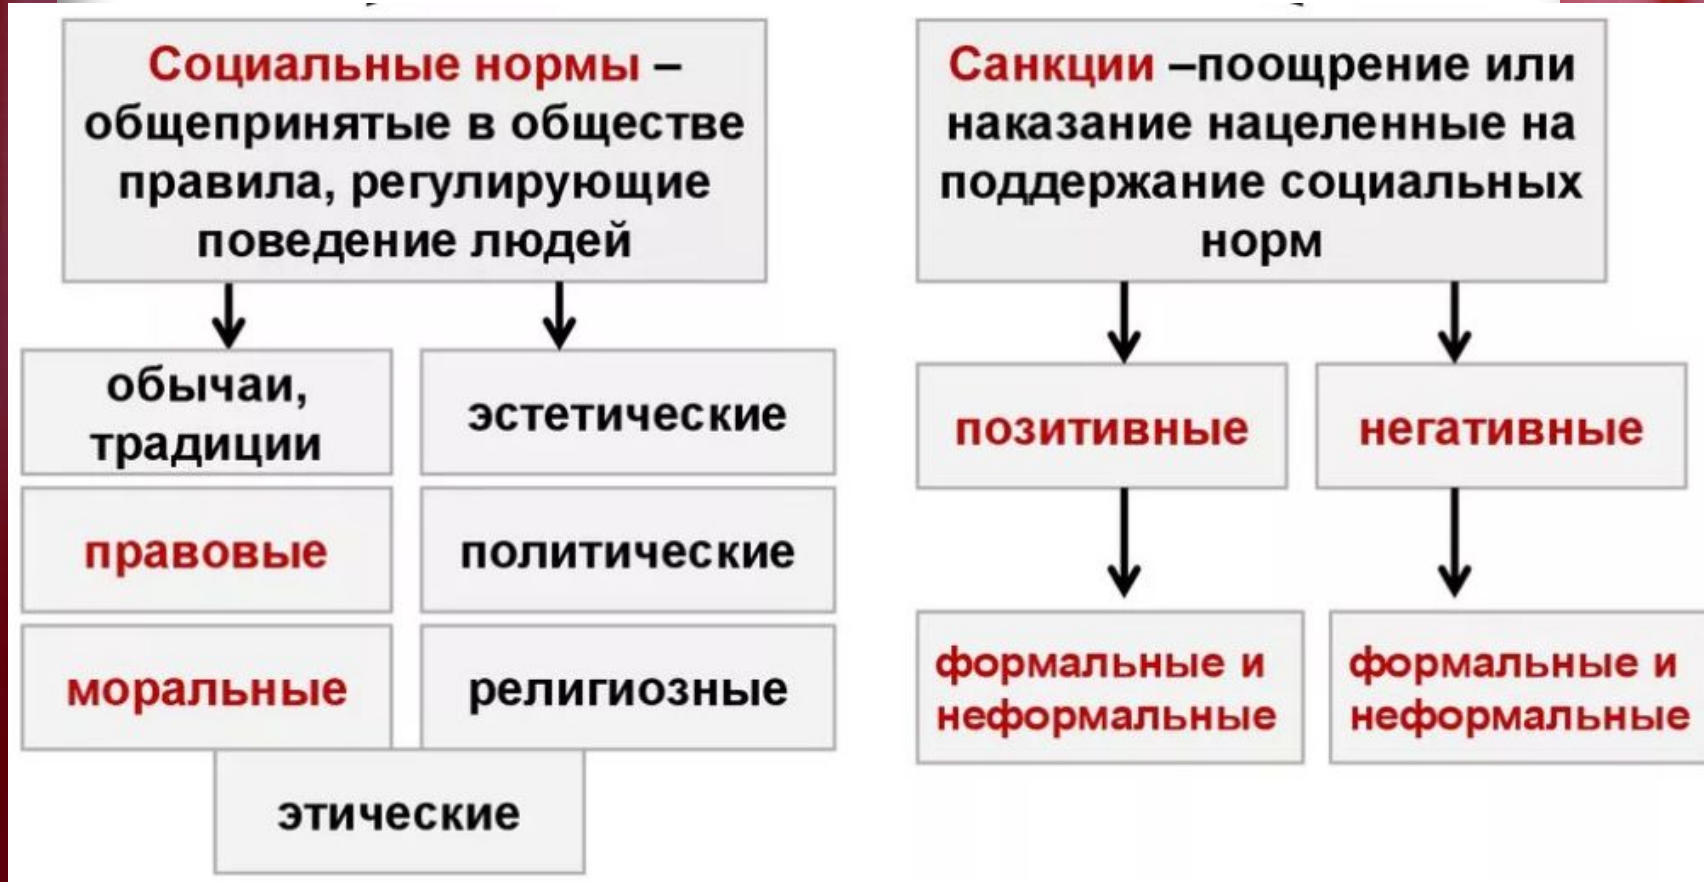 Социальные нормы –
общепринятые в обществе
правила, регулирующие
поведение людей
обычаи,
традиции
эстетические
правовые
политические
моральные
религиозные
этические
Санкции –поощрение или
наказание нацеленные на
поддержание социальных
норм
позитивные
негативные
формальные и
неформальные
формальные и
неформальные